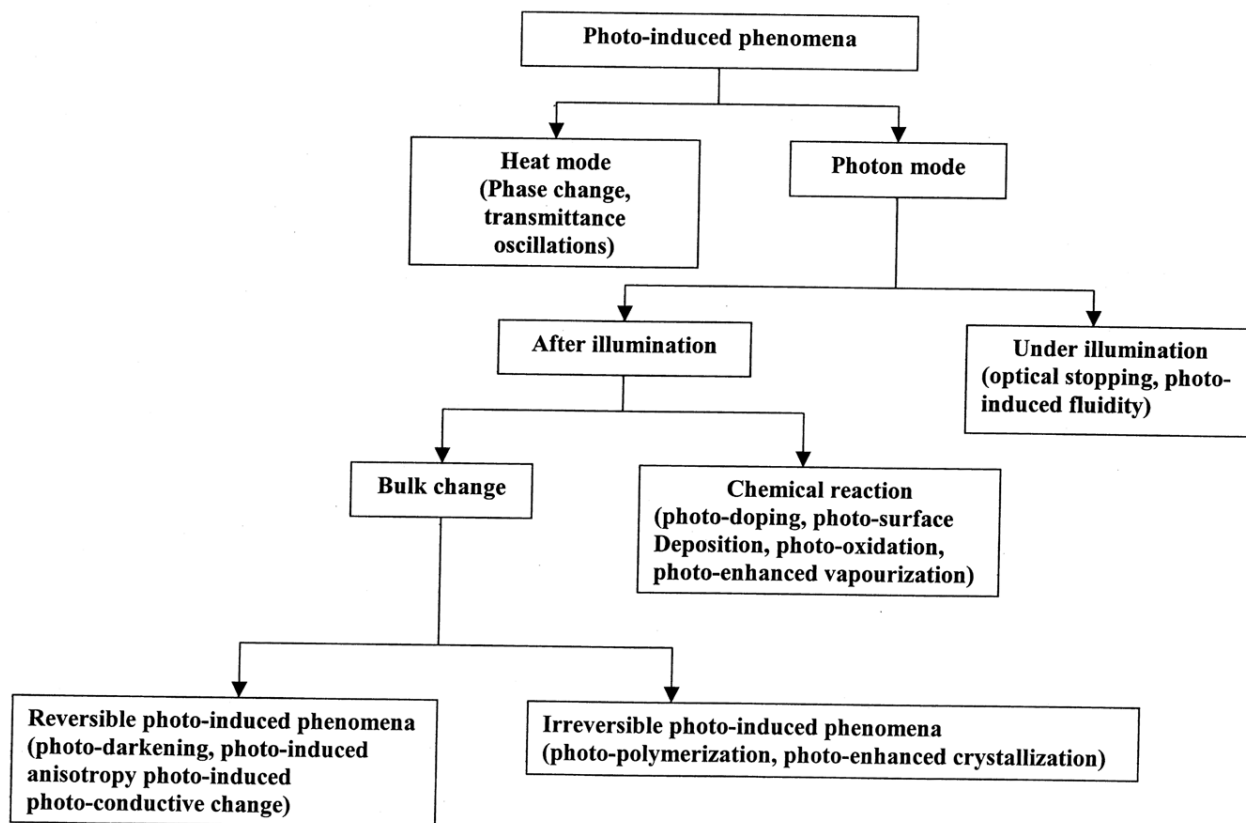 Photo-induced phenomena
Heat mode
(Phase change,
transmittance
oscillations)
Photon mode
After illumination
Under illumination
(optical stopping, photo-
induced fluidity)
Bulk change
Chemical reaction
(photo-doping, photo-surface
Deposition, photo-oxidation,
photo-enhanced vapourization)
Reversible photo-induced phenomena
(photo-darkening, photo-induced
anisotropy photo-induced
photo-conductive change)
Irreversible photo-induced phenomena
(photo-polymerization, photo-enhanced crystallization)